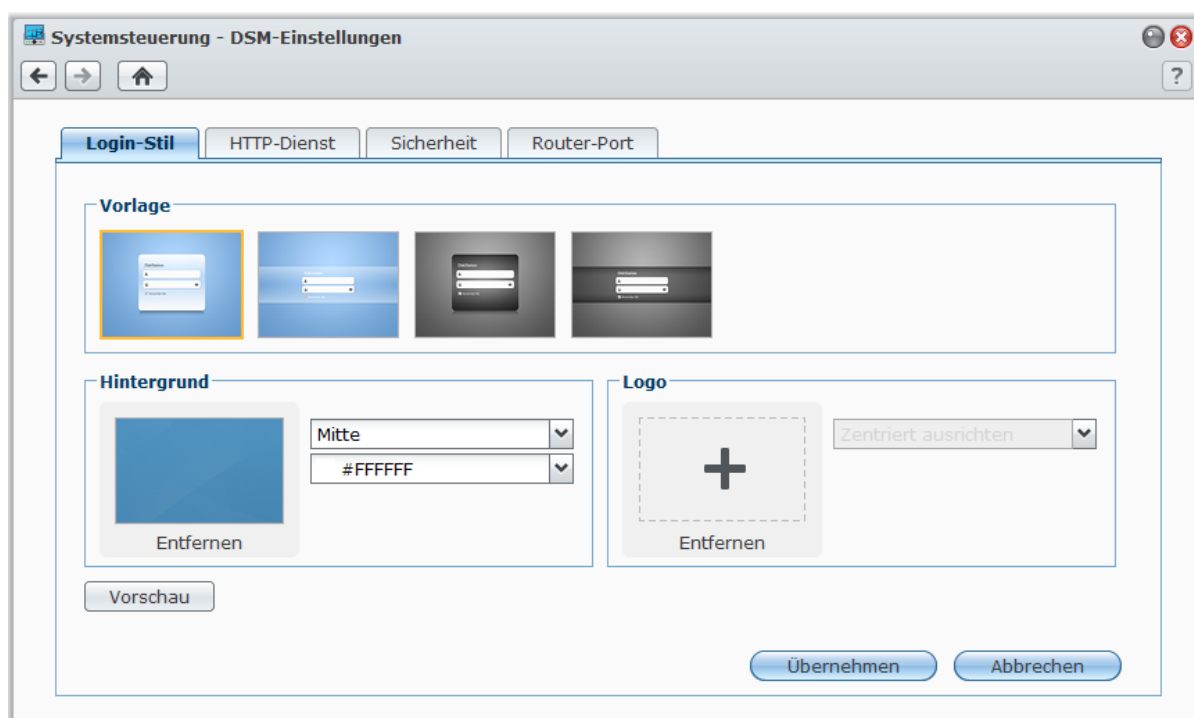 Systemsteuerung - DSM-Einstellungen
?
Login-Stil HTTP-Dienst Sicherheit Router-Port
Vorlage
Hintergrund
Mitte
#FFFFFF
Entfernen
Logo
Zentriert ausrichten
Entfernen
Vorschau
Übernehmen Abbrechen